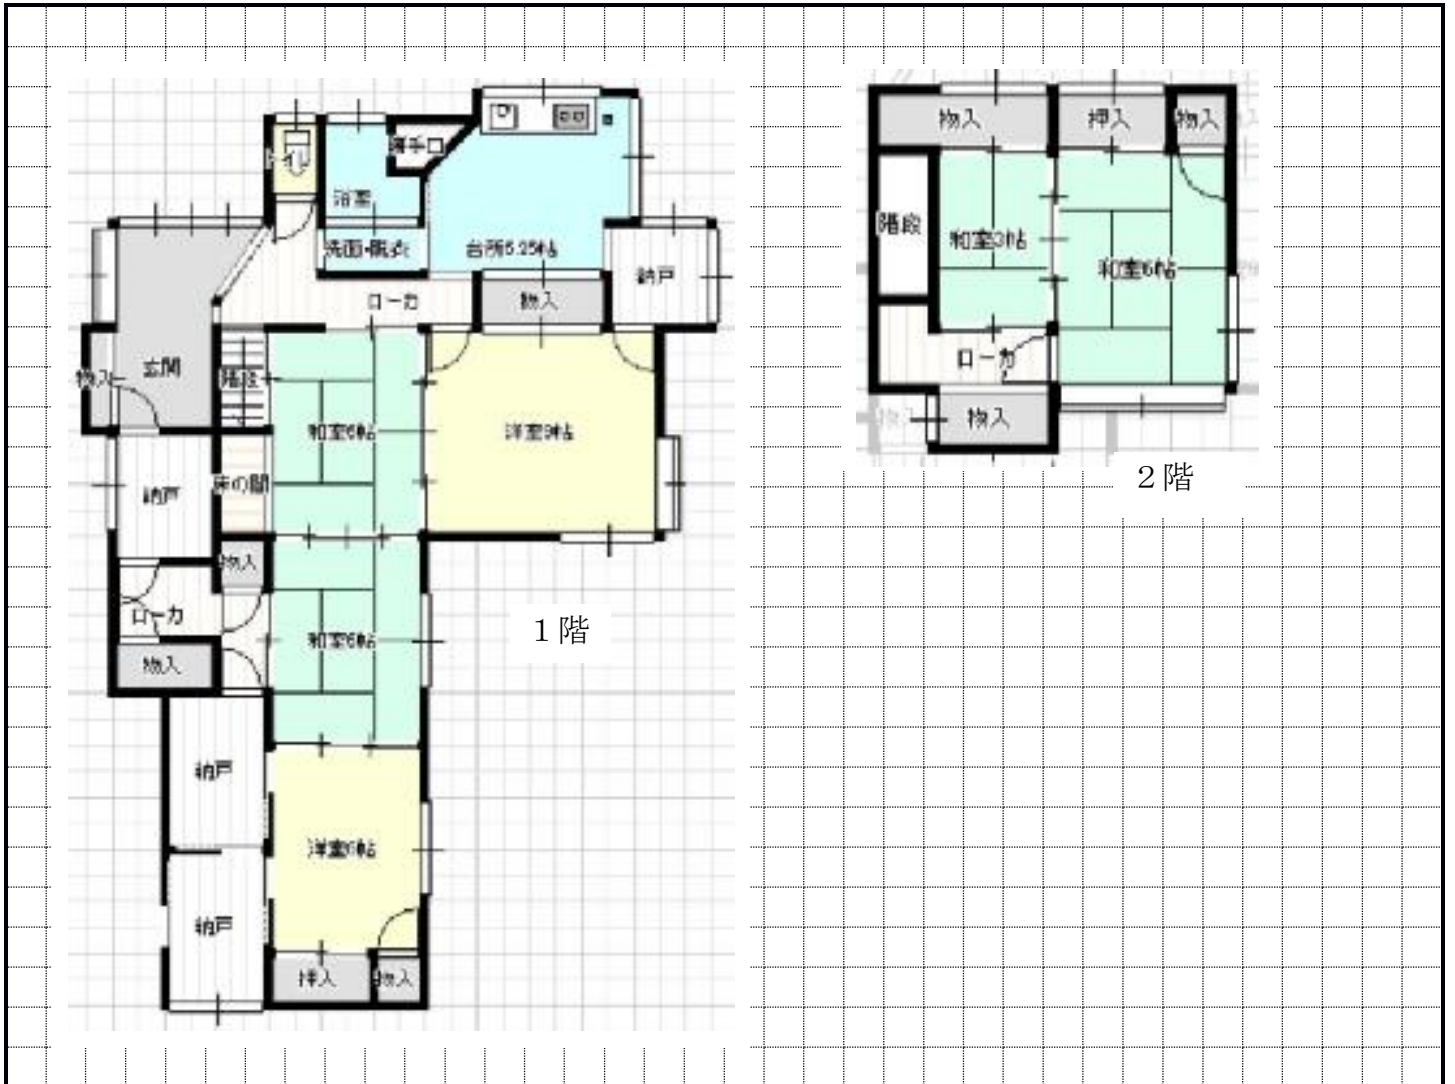 トイレ
勝手口
浴室
洗面・脱衣
台所5.25帖
納戸
ローカ
物入
玄関
物入
階段
和室6帖
洋室9帖
床の間
納戸
物入
ローカ
和室6帖
物入
納戸
洋室6帖
納戸
押入
物入
1階
物入
押入
物入
階段
和室3帖
和室6帖
ローカ
物入
物入
2階